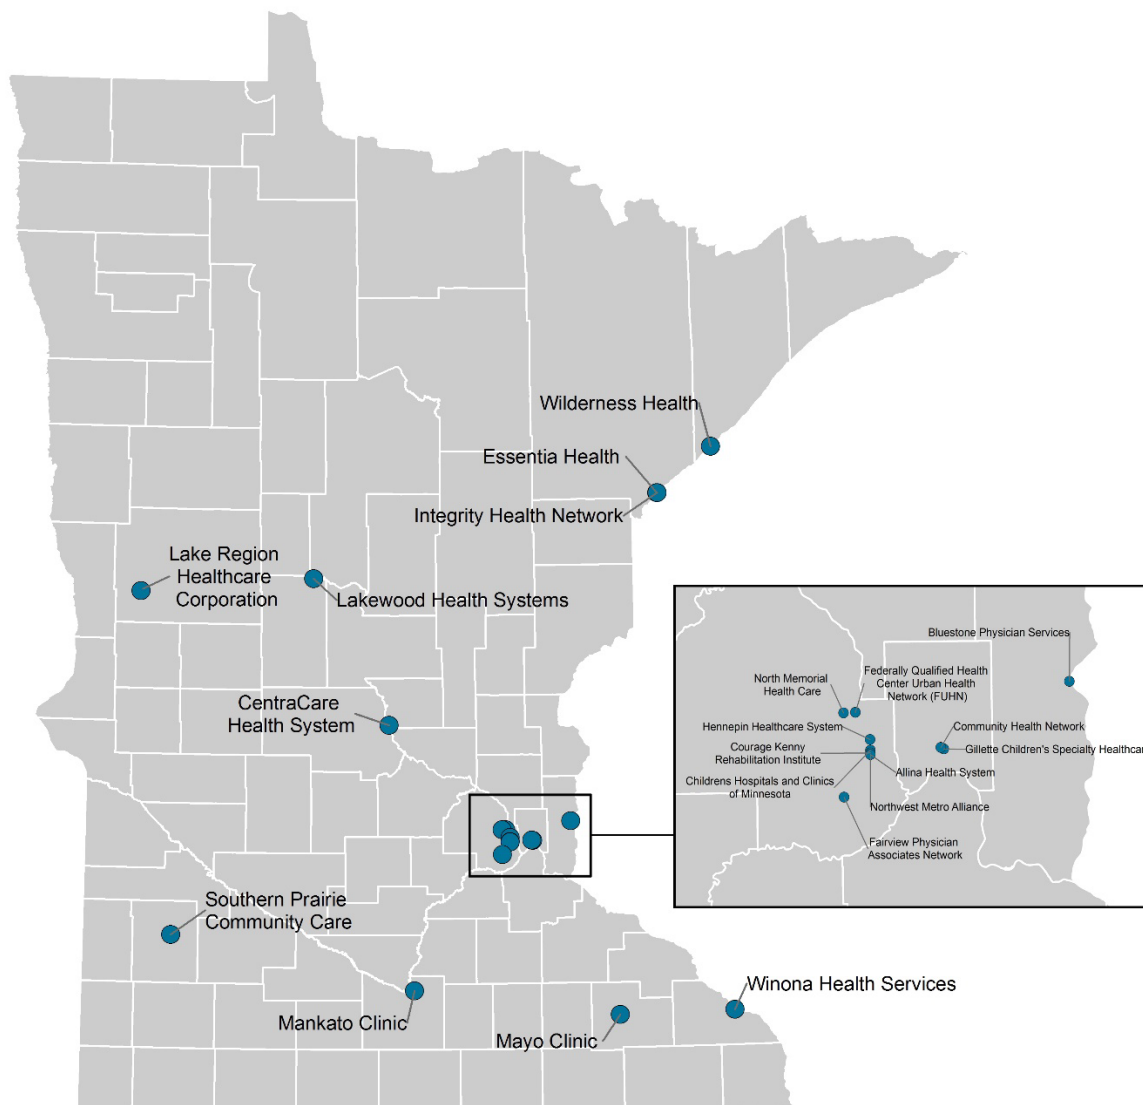 Wilderness Health
Essentia Health
Integrity Health Network
Lake Region
Healthcare
Corporation
Lakewood Health Systems
CentraCare
Health System
Bluestone Physician Services
North Memorial
Health Care
Federally Qualified Health
Center Urban Health
Network (FUHN)
Hennepin Healthcare System
Community Health Network
Courage Kenny
Rehabilitation Institute
Gillette Children's Specialty Healthcar
Allina Health System
Childrens Hospitals and Clinics
of Minnesota
Northwest Metro Alliance
Fairview Physician
Associates Network
Southern Prairie
Community Care
Winona Health Services
Mankato Clinic
Mayo Clinic